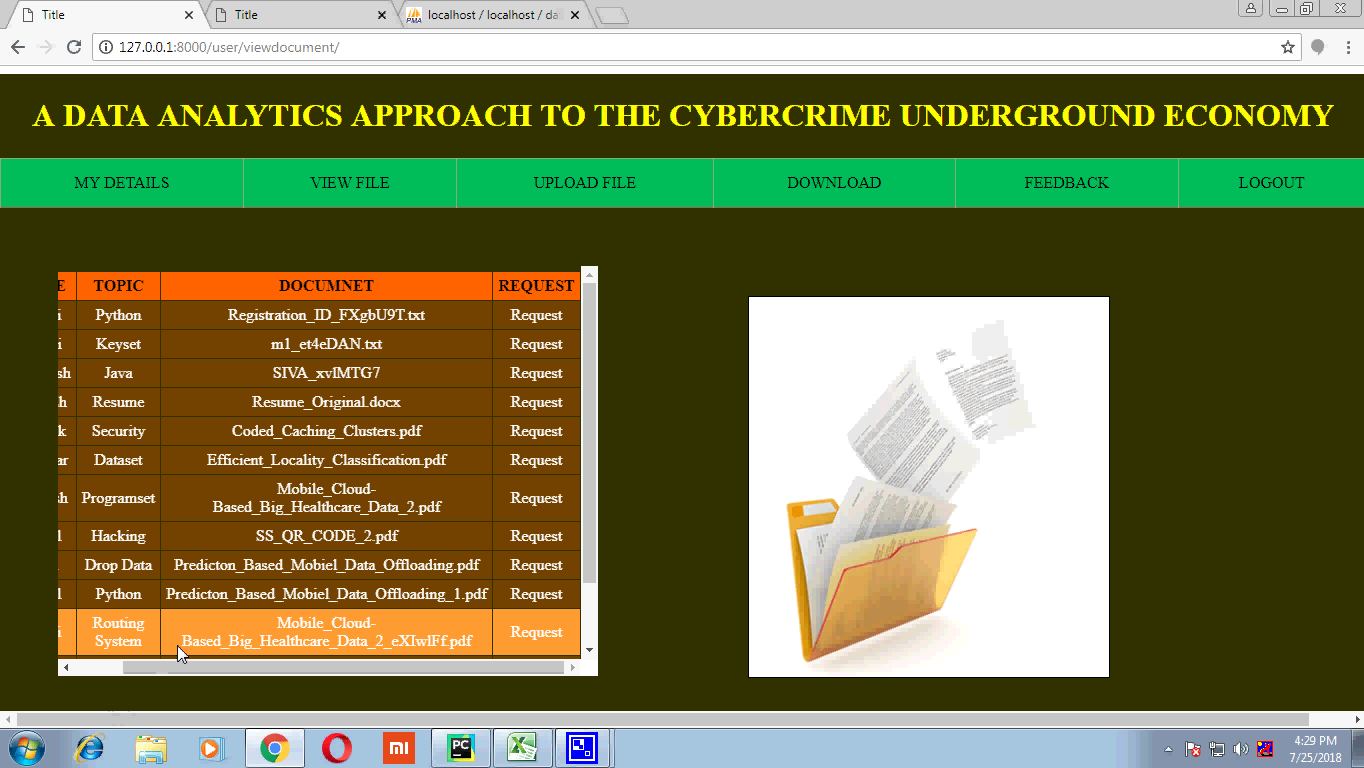 Title
Title
localhost / localhost / da
127.0.0.1:8000/user/viewdocument/
A DATA ANALYTICS APPROACH TO THE CYBERCRIME UNDERGROUND ECONOMY
MY DETAILS VIEW FILE UPLOAD FILE DOWNLOAD FEEDBACK LOGOUT
E TOPIC DOCUMNET REQUEST
i Python Registration_ID_FXgbU9T.txt Request
i Keyset m1_et4eDAN.txt Request
sh Java SIVA_xvlMTG7 Request
h Resume Resume_Original.docx Request
k Security Coded_Caching_Clusters.pdf Request
ar Dataset Efficient_Locality_Classification.pdf Request
sh Programset Mobile_Cloud-
Based_Big_Healthcare_Data_2.pdf Request
l Hacking SS_QR_CODE_2.pdf Request
Drop Data Predicton_Based_Mobiel_Data_Offloading.pdf Request
l Python Predicton_Based_Mobiel_Data_Offloading_1.pdf Request
i Routing System Mobile_Cloud-
Based_Big_Healthcare_Data_2_eXIwlFf.pdf Request
PMA
mi
PC
4:29 PM
7/25/2018